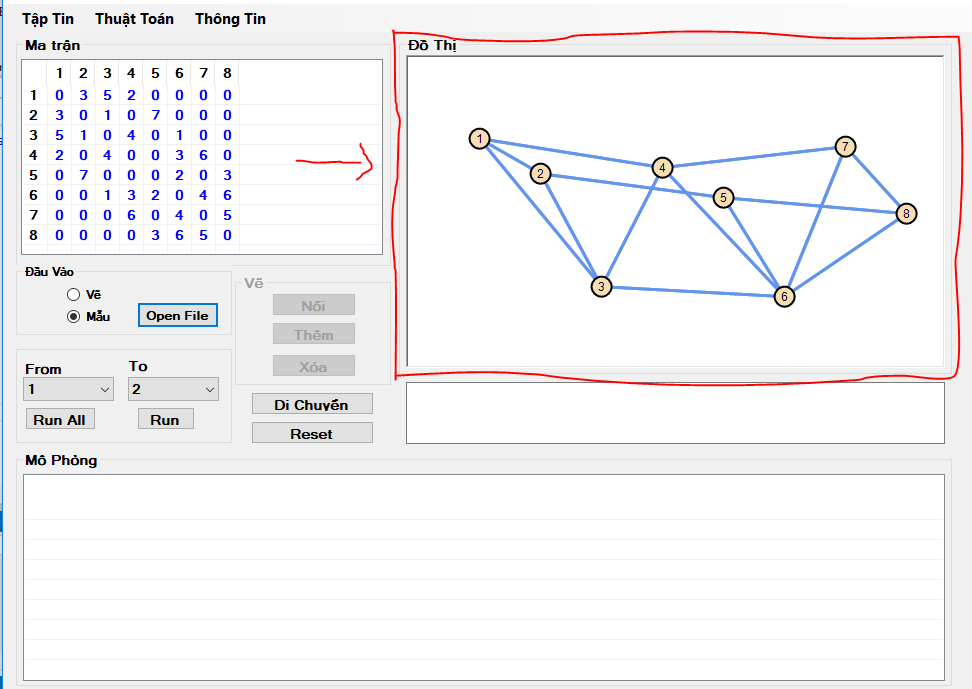 Tập Tin Thuật Toán Thông Tin
Ma trận
1 2 3 4 5 6 7 8
1 0 3 5 2 0 0 0 0
2 3 0 1 0 7 0 0 0
3 5 1 0 4 0 1 0 0
4 2 0 4 0 0 3 6 0
5 0 7 0 0 0 2 0 3
6 0 0 1 3 2 0 4 6
7 0 0 0 6 0 4 0 5
8 0 0 0 0 3 6 5 0
Đồ Thị
1
7
4
2
5
8
3
6
Đầu Vào
Vẽ
Mẫu
Open File
Vẽ
Nối
Thêm
Xóa
From
To
1
2
Run All
Run
Di Chuyển
Reset
Mô Phỏng